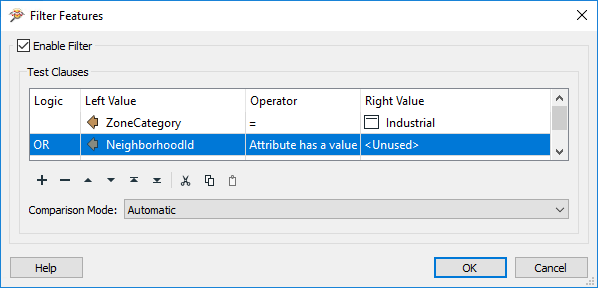 Filter Features
Enable Filter
Test Clauses
Logic Left Value Operator Right Value
ZoneCategory = Industrial
OR NeighborhoodId Attribute has a value <Unused>
Comparison Mode: Automatic
Help OK Cancel